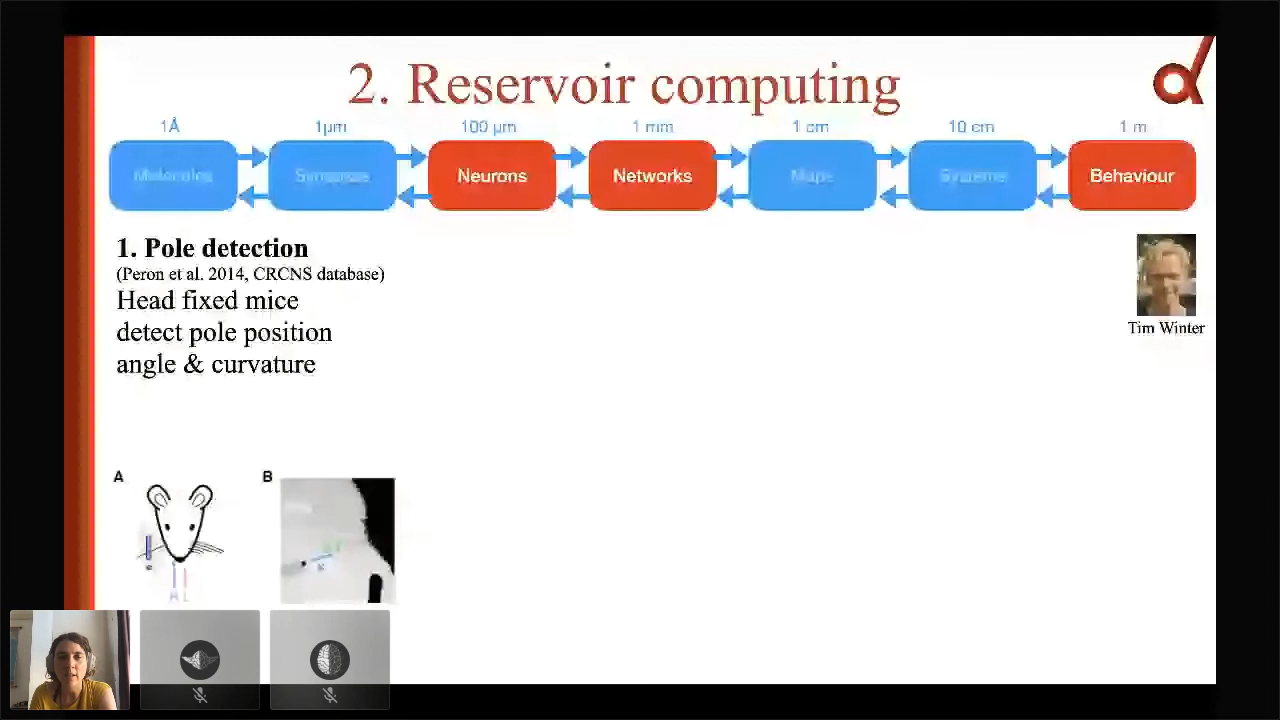 2. Reservoir computing
1Å 1µm 100 µm 1 mm 1 cm 10 cm 1 m
Molecules Synapses Neurons Networks Maps Systems Behaviour
1. Pole detection
(Peron et al. 2014, CRCNS database)
Head fixed mice
detect pole position
angle & curvature
Tim Winter
A B